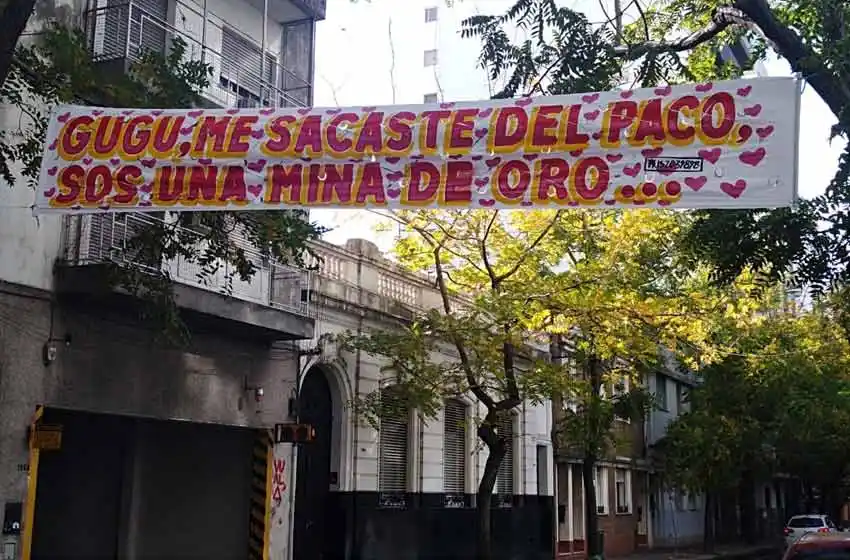 GUGU, ME SACASTE DEL PACO,
SOS UNA MINA DE ORO.....